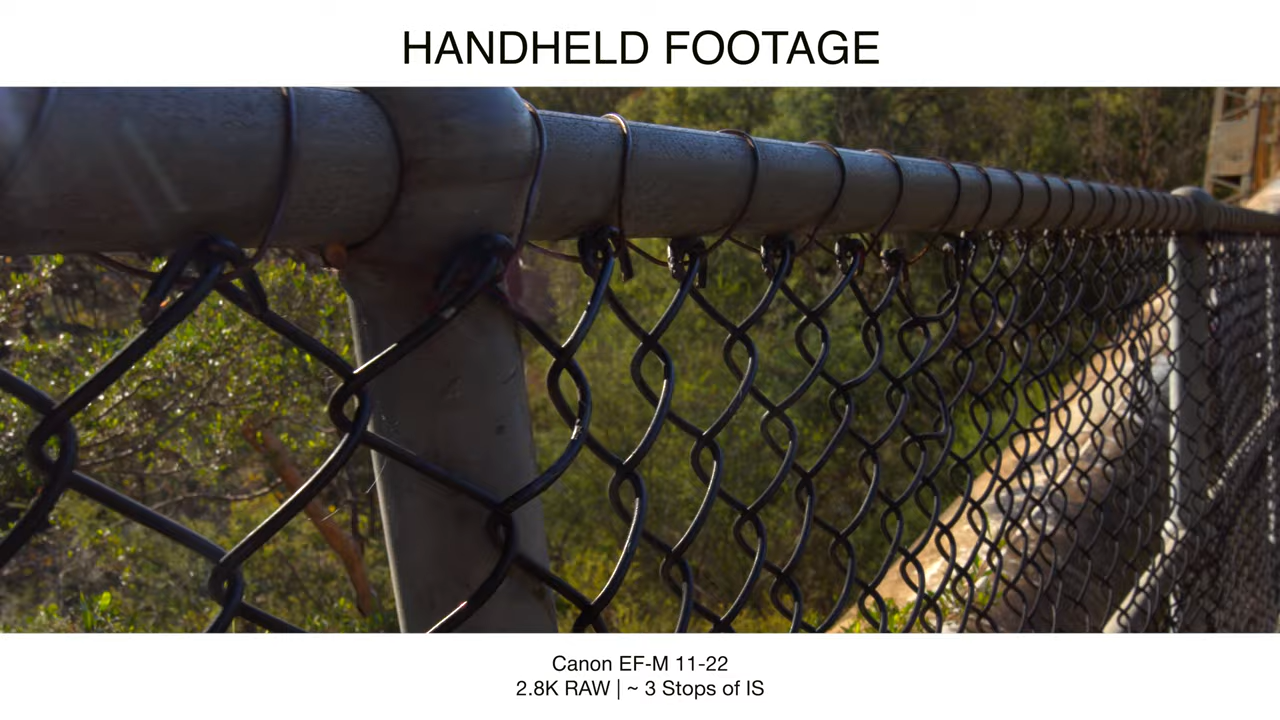 HANDHELD FOOTAGE
Canon EF-M 11-22
2.8K RAW | ~ 3 Stops of IS